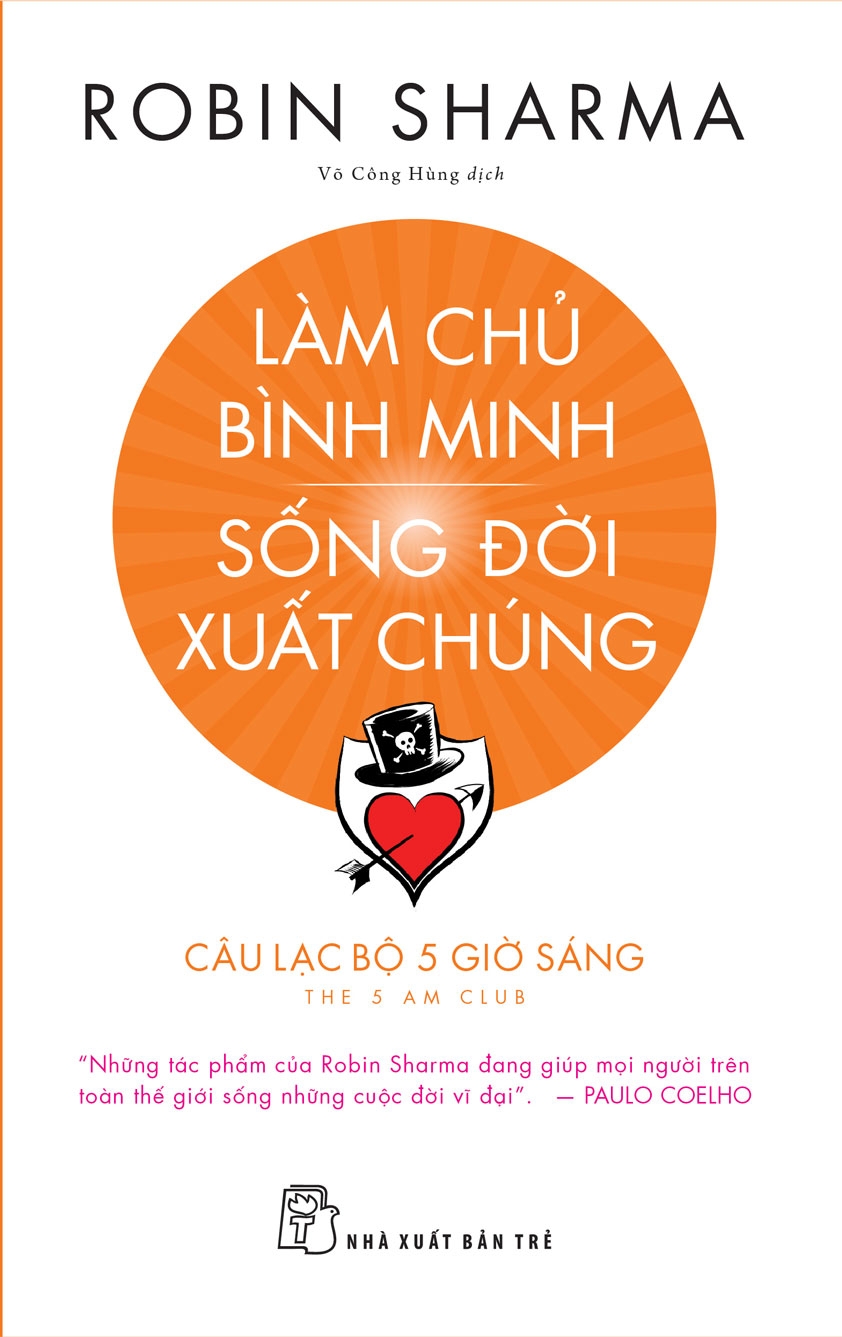 ROBIN SHARMA
Võ Công Hùng dịch
LÀM CHỦ
BÌNH MINH
SỐNG ĐỜI
XUẤT CHÚNG
CÂU LẠC BỘ 5 GIỜ SÁNG
THE 5 AM CLUB
“Những tác phẩm của Robin Sharma đang giúp mọi người trên
toàn thế giới sống những cuộc đời vĩ đại”. — PAULO COELHO
T
NHÀ XUẤT BẢN TRẺ